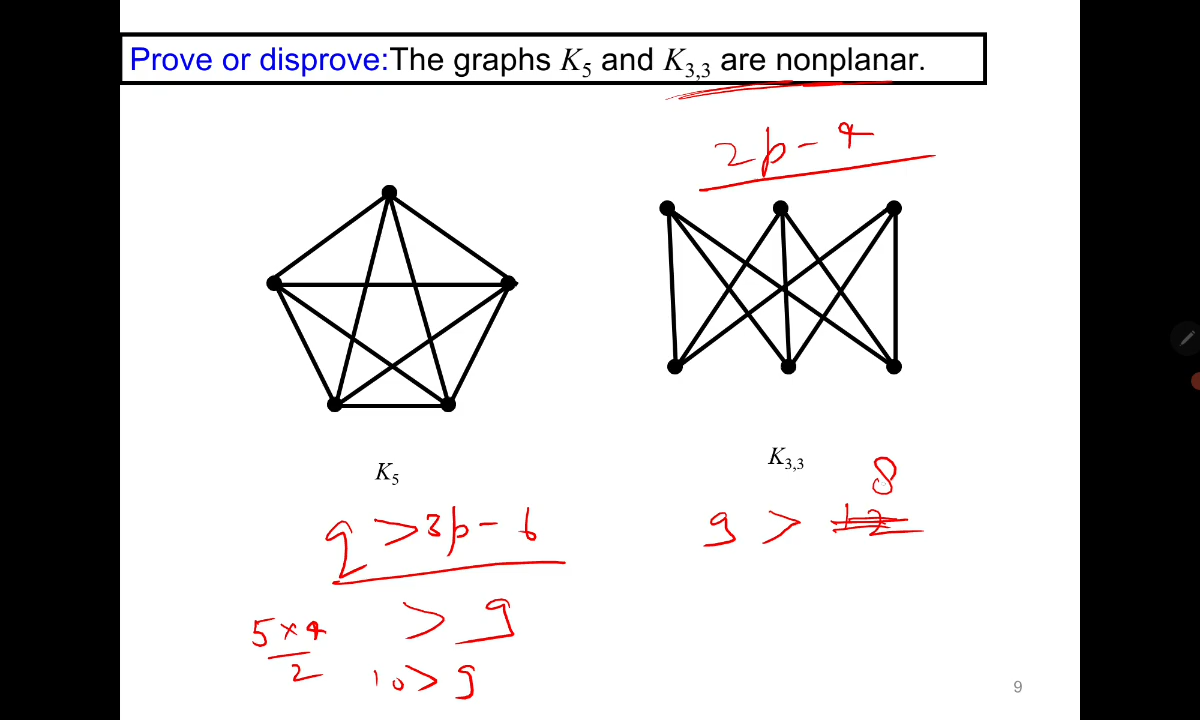 Prove or disprove:The graphs K5 and K3,3 are nonplanar.
2p - 4
K5
K3,3
q > 3p - 6
8
9 > 12
> 9
5 × 4
2
10 > 9
9